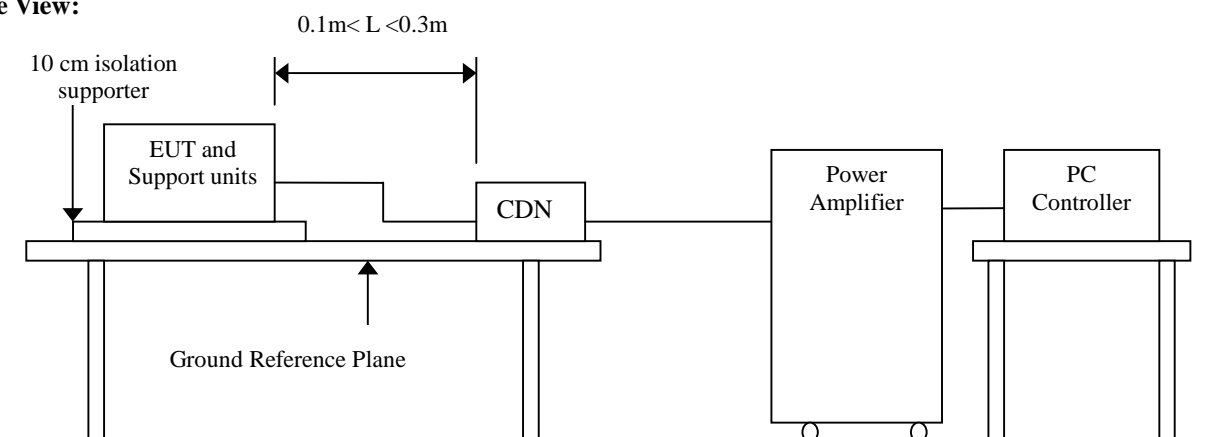 e View:
0.1m< L <0.3m
10 cm isolation
supporter
EUT and
Support units
CDN
Power
Amplifier
PC
Controller
Ground Reference Plane